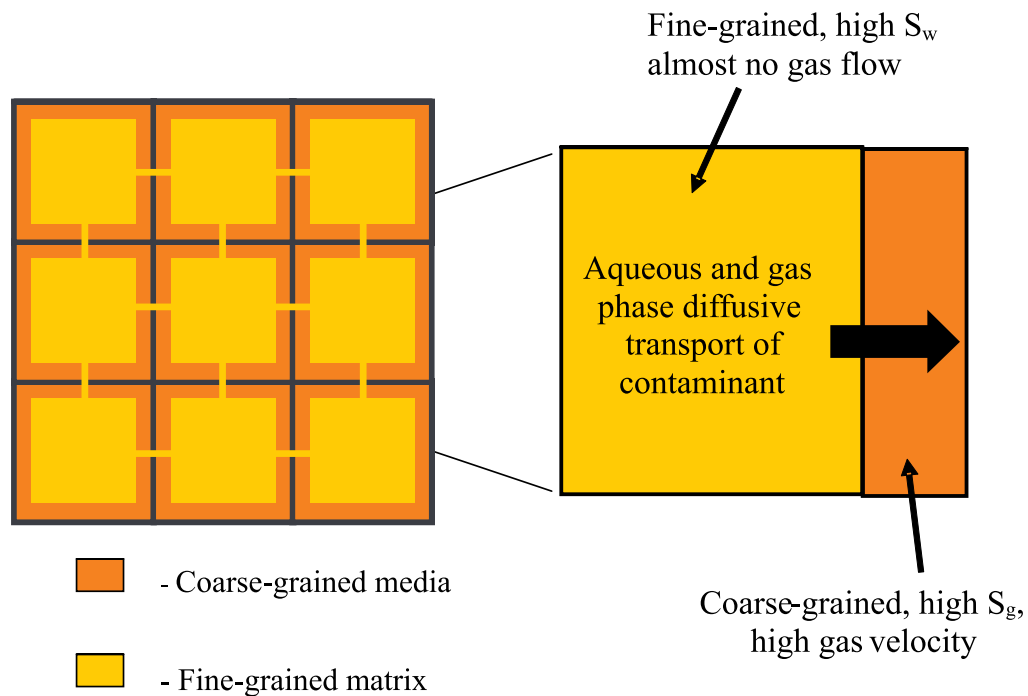 Fine-grained, high Sw
almost no gas flow
Aqueous and gas
phase diffusive
transport of
contaminant
- Coarse-grained media
Coarse-grained, high Sg,
high gas velocity
- Fine-grained matrix